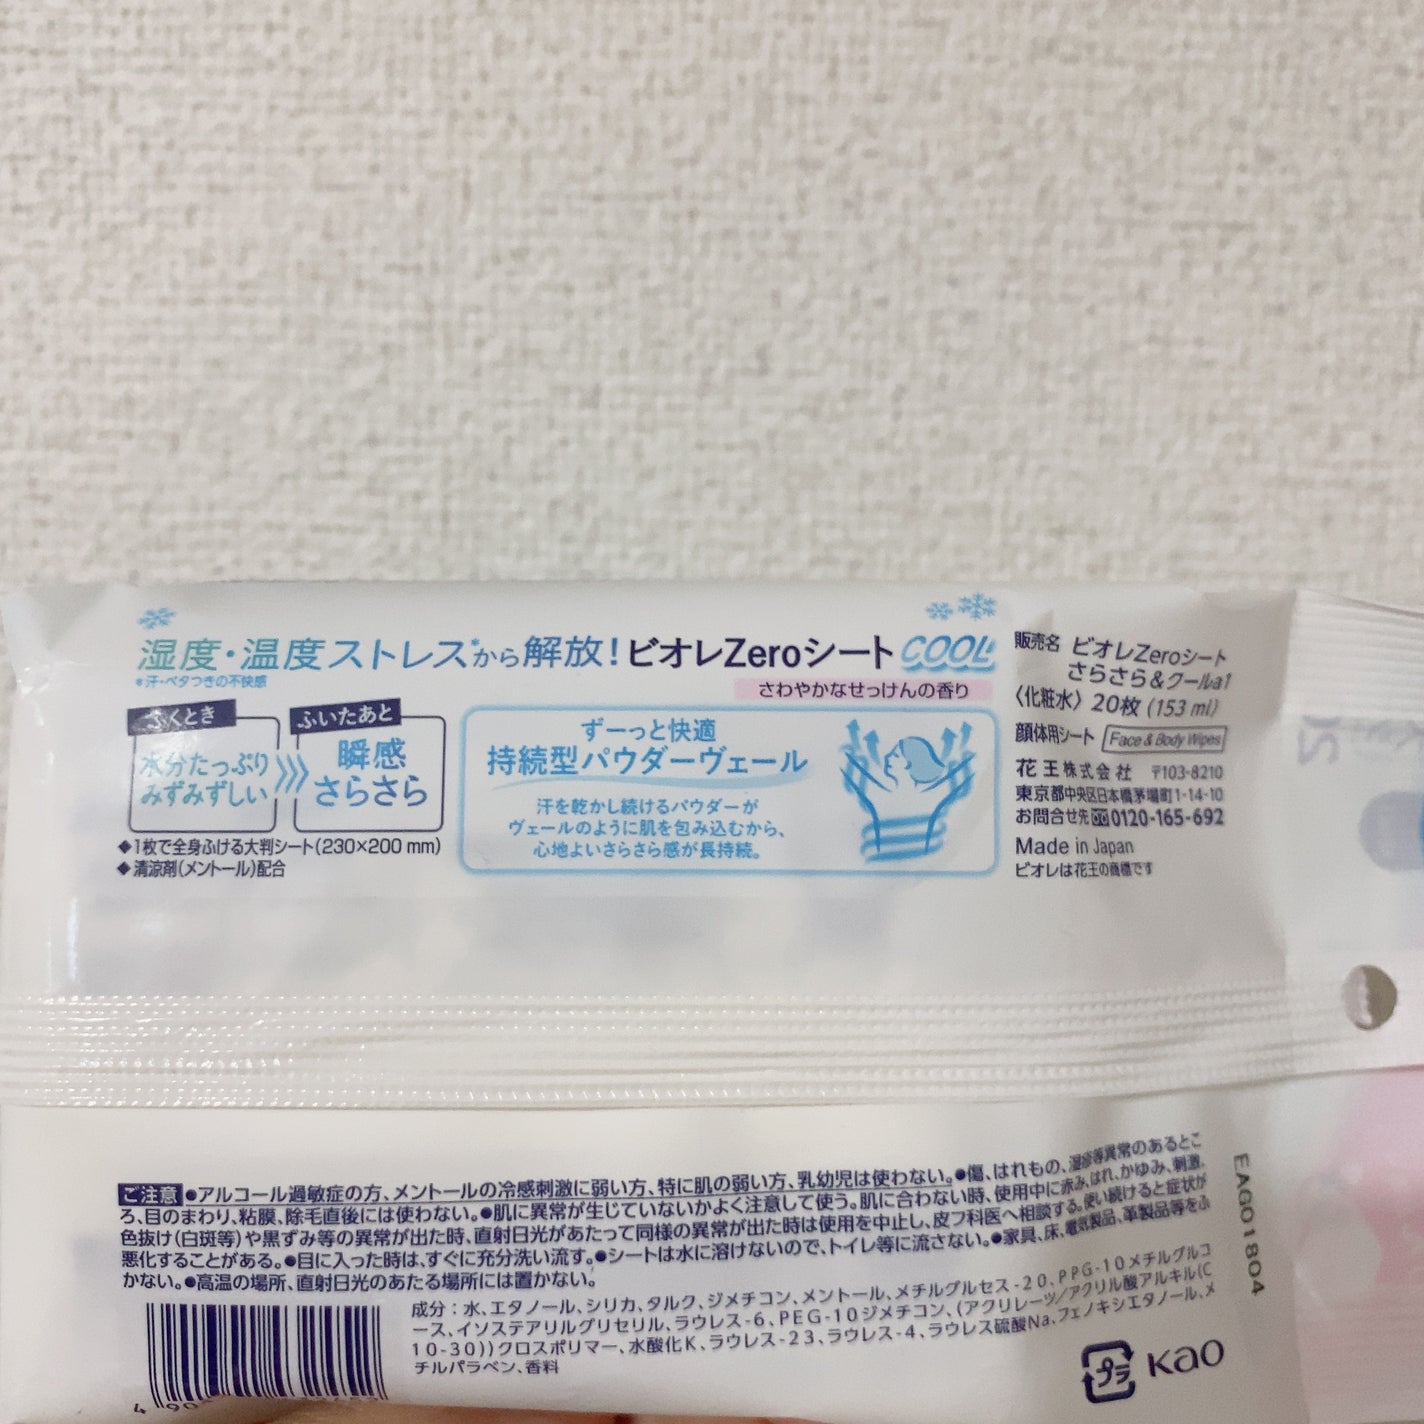 湿度・温度ストレス*から解放！ビオレZeroシート COOL
*汗・ベタつきの不快感
さわやかなせっけんの香り
ふくとき
水分たっぷり
みずみずしい
ふいたあと
瞬感
さらさら
◆1枚で全身ふける大判シート(230×200 mm)
◆清涼剤(メントール)配合
ずーっと快適
持続型パウダーヴェール
汗を乾かし続けるパウダーが
ヴェールのように肌を包み込むから、
心地よいさらさら感が長持続。
販売名 ビオレZeroシート
さらさら&クールa1
〈化粧水〉20枚 (153 ml)
顔体用シート Face & Body Wipes
花王株式会社 〒103-8210
東京都中央区日本橋茅場町1-14-10
お問合せ先 0120-165-692
Made in Japan
ビオレは花王の商標です
ご注意 ●アルコール過敏症の方、メントールの冷感刺激に弱い方、特に肌の弱い方、乳幼児は使わない。●傷、はれもの、湿疹等異常のあるとこ
ろ、目のまわり、粘膜、除毛直後には使わない。●肌に異常が生じていないかよく注意して使う。肌に合わない時、使用中に赤み、はれ、かゆみ、刺激、
色抜け(白斑等)や黒ずみ等の異常が出た時、直射日光があたって同様の異常が出た時は使用を中止し、皮フ科医へ相談する。使い続けると症状が
悪化することがある。●目に入った時は、すぐに充分洗い流す。●シートは水に溶けないので、トイレ等に流さない。●家具、床、電気製品、革製品等をふ
かない。●高温の場所、直射日光のあたる場所には置かない。
成分：水、エタノール、シリカ、タルク、ジメチコン、メントール、メチルグルセス-20、PPG-10メチルグルコ
ース、イソステアリルグリセリル、ラウレス-6、PEG-10ジメチコン、(アクリレーツ/アクリル酸アルキル(C
10-30))クロスポリマー、水酸化K、ラウレス-23、ラウレス-4、ラウレス硫酸Na、フェノキシエタノール、メ
チルパラベン、香料
EAG01804
プラ
Kao